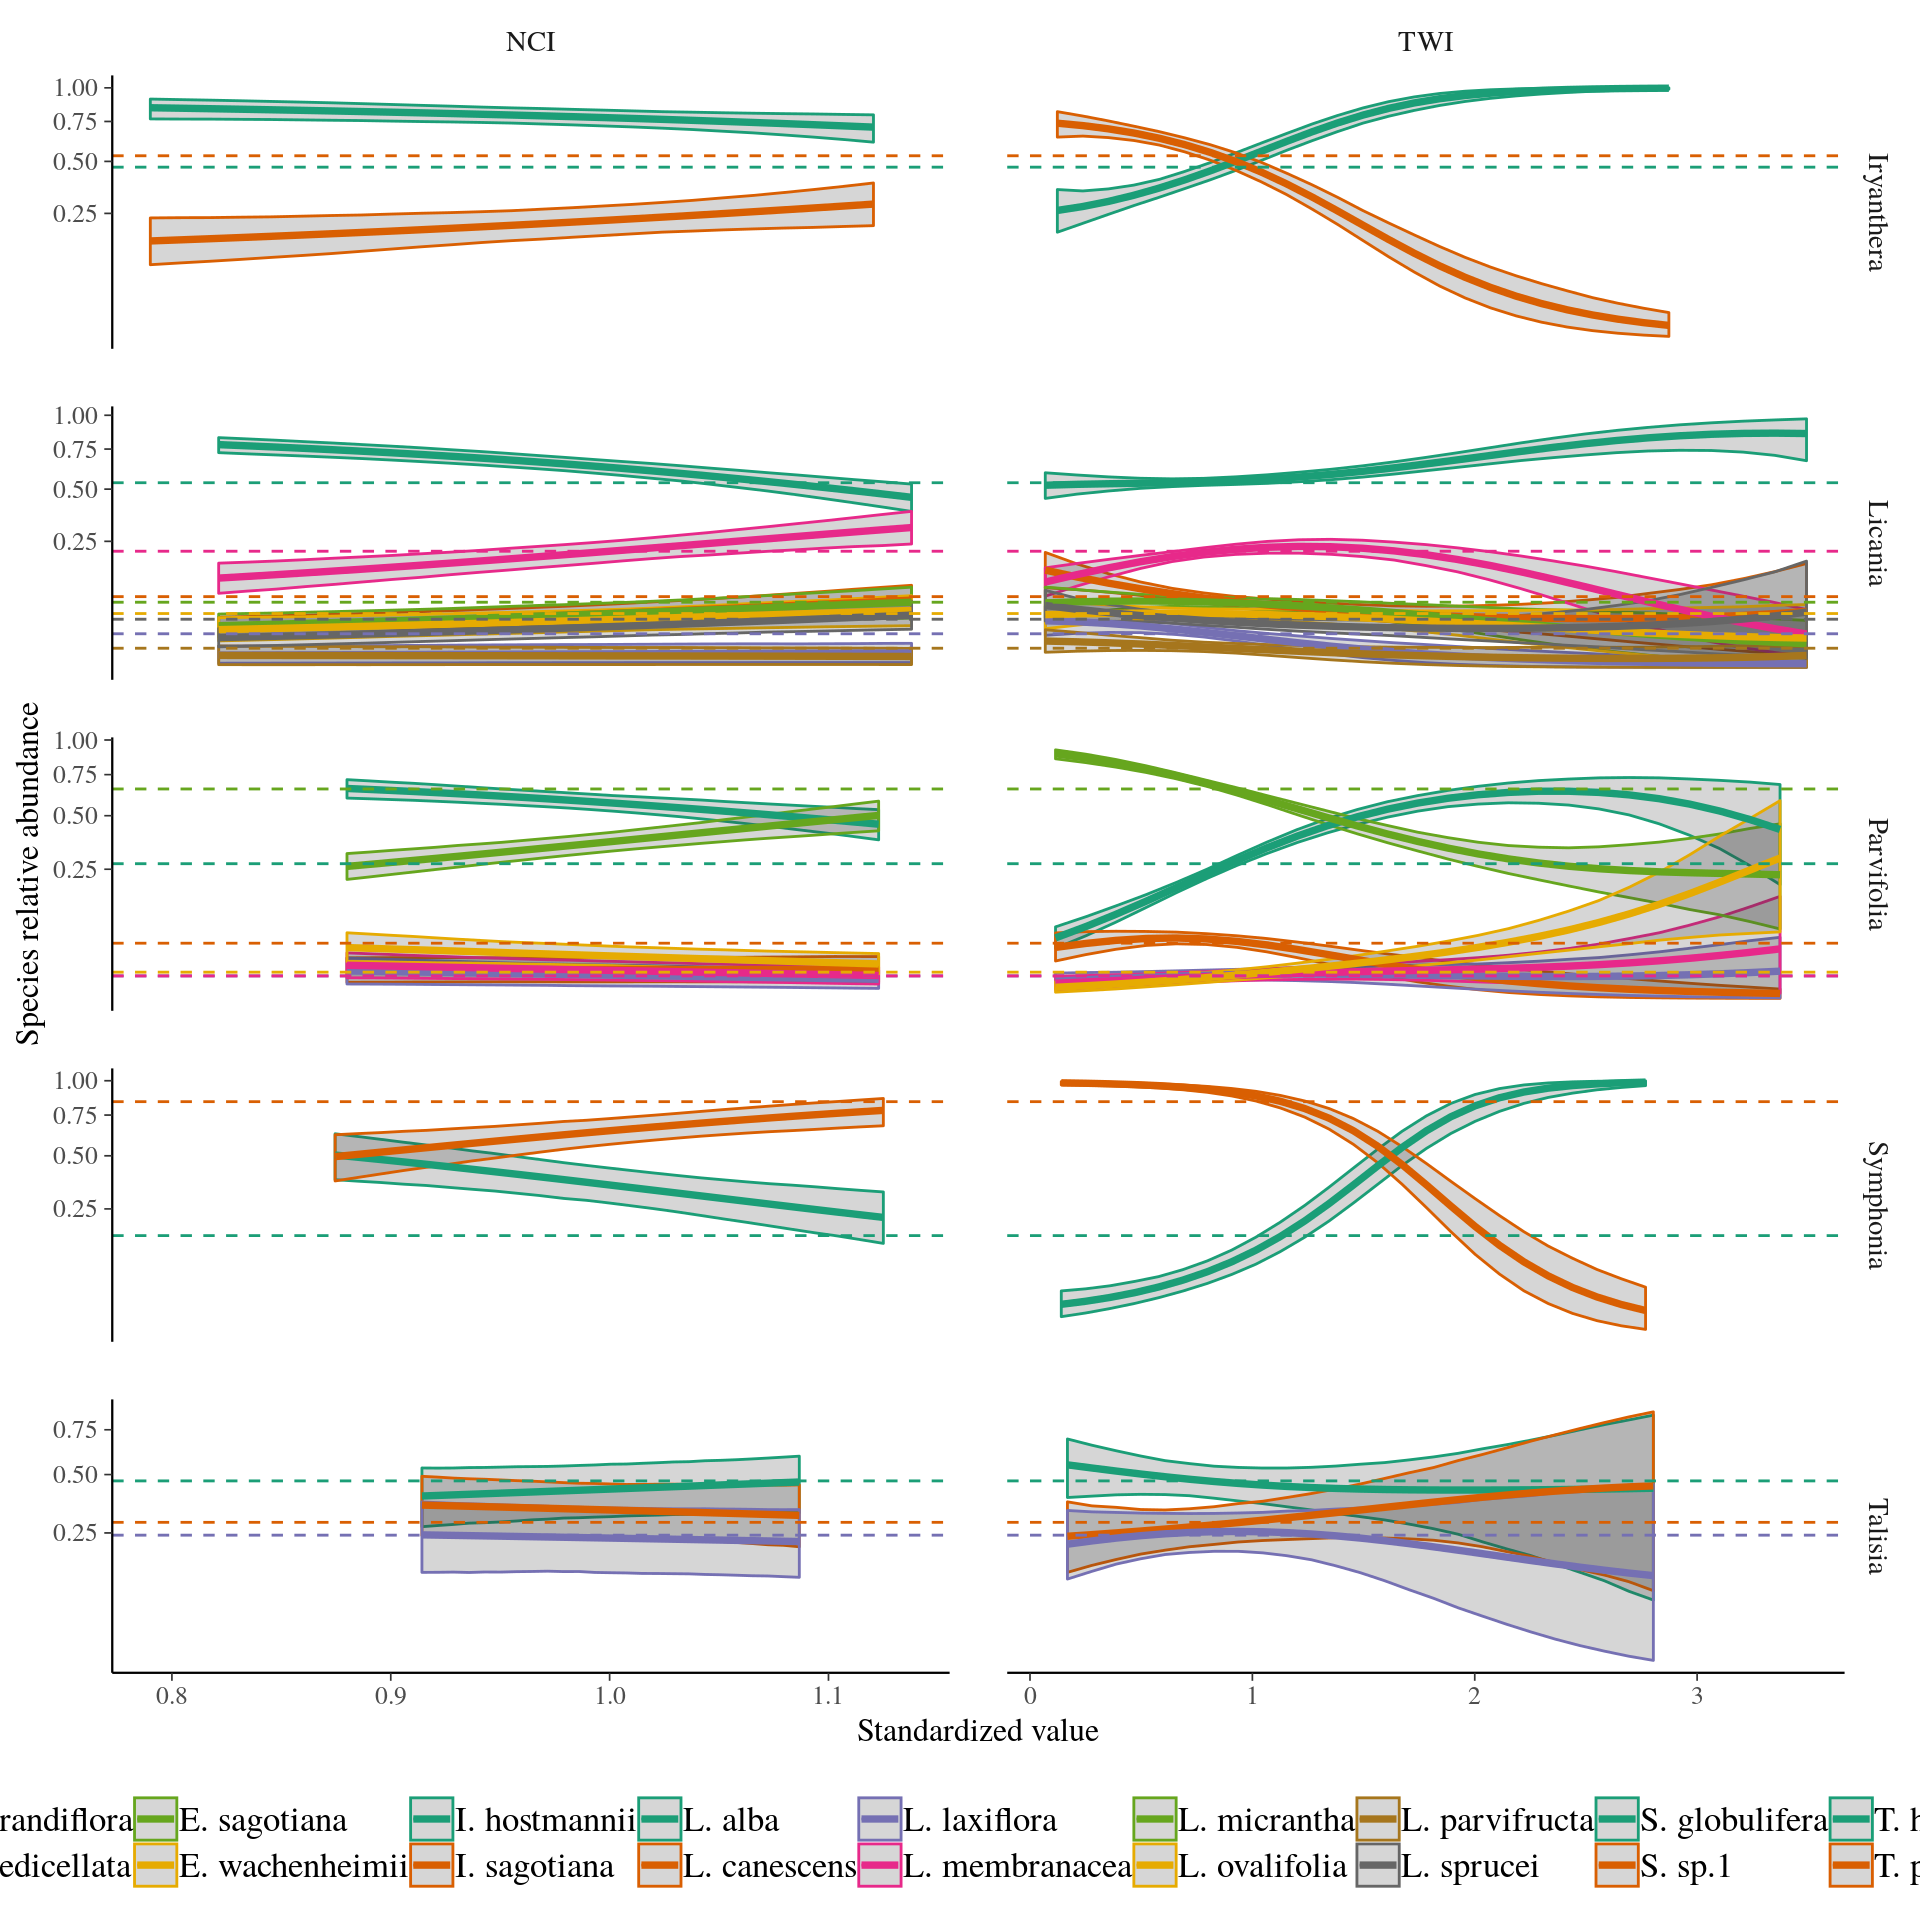 NCI TWI
1.00
0.75
0.50
0.25
Iryanthera
1.00
0.75
0.50
0.25
Licania
1.00
0.75
0.50
0.25
Parvifolia
1.00
0.75
0.50
0.25
Symphonia
0.75
0.50
0.25
Talisia
Species relative abundance
0.8 0.9 1.0 1.1 0 1 2 3
Standardized value
randiflora E. sagotiana I. hostmannii L. alba L. laxiflora L. micrantha L. parvifructa S. globulifera T. h
edicellata E. wachenheimii I. sagotiana L. canescens L. membranacea L. ovalifolia L. sprucei S. sp.1 T. p